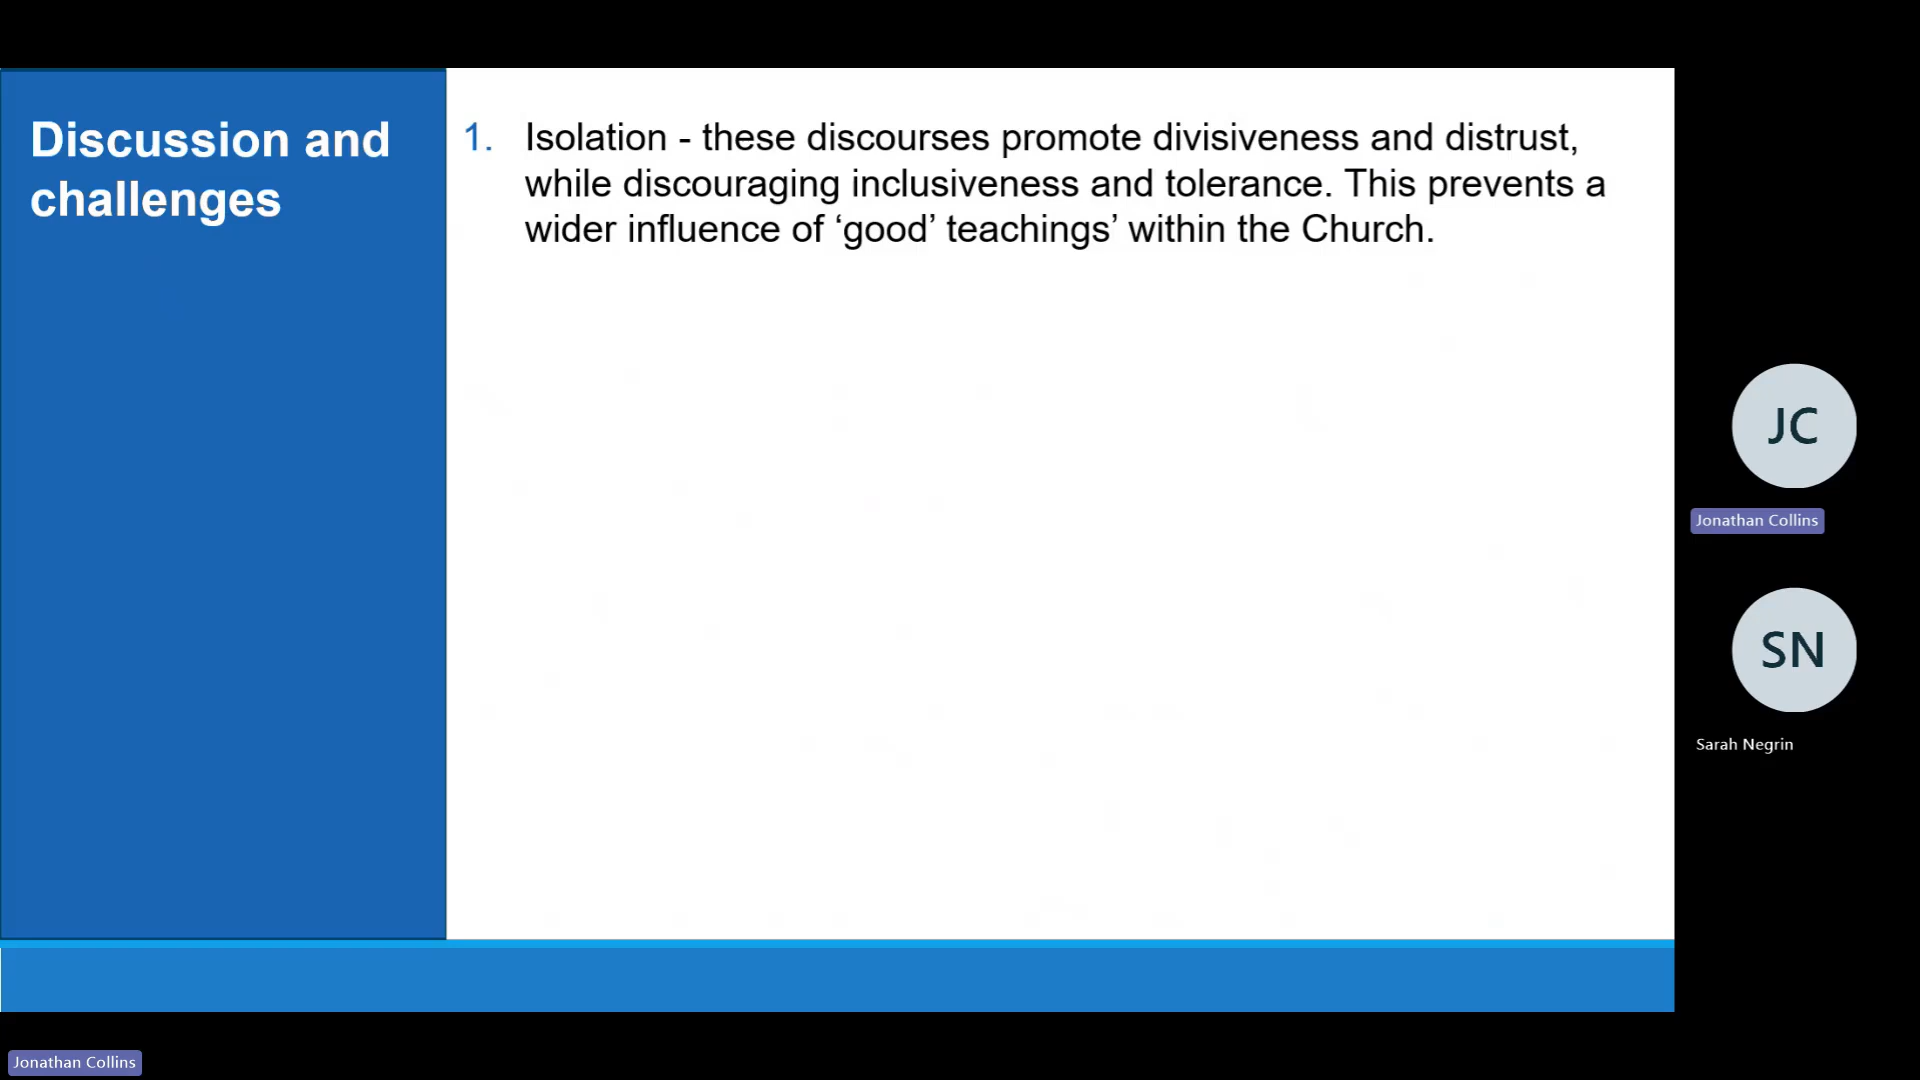 Discussion and
challenges
1. Isolation - these discourses promote divisiveness and distrust,
while discouraging inclusiveness and tolerance. This prevents a
wider influence of ‘good’ teachings’ within the Church.
JC
Jonathan Collins
SN
Sarah Negrin
Jonathan Collins